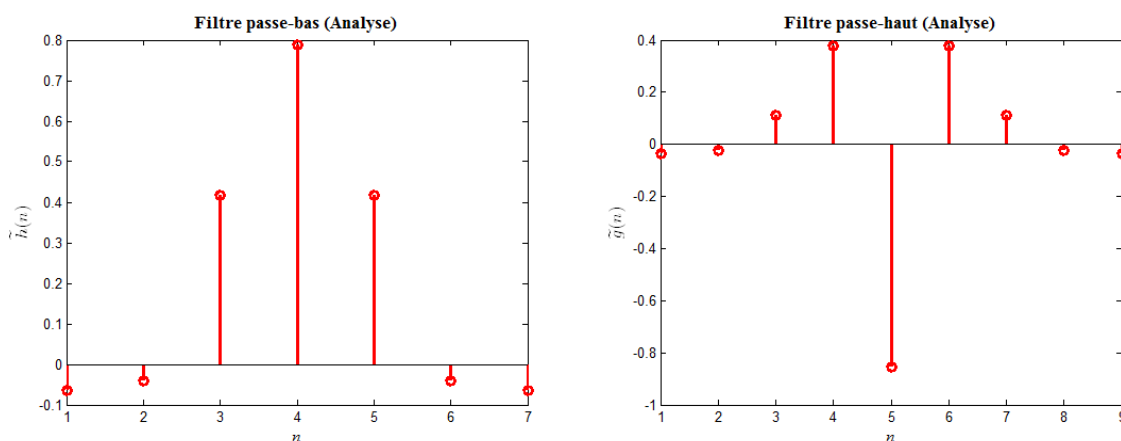 Filtre passe-bas (Analyse)
0.8
0.7
0.6
0.5
0.4
0.3
0.2
0.1
0
-0.1
1 2 3 4 5 6 7
h̃(n)
n
Filtre passe-haut (Analyse)
0.4
0.2
0
-0.2
-0.4
-0.6
-0.8
-1
1 2 3 4 5 6 7 8 9
g̃(n)
n